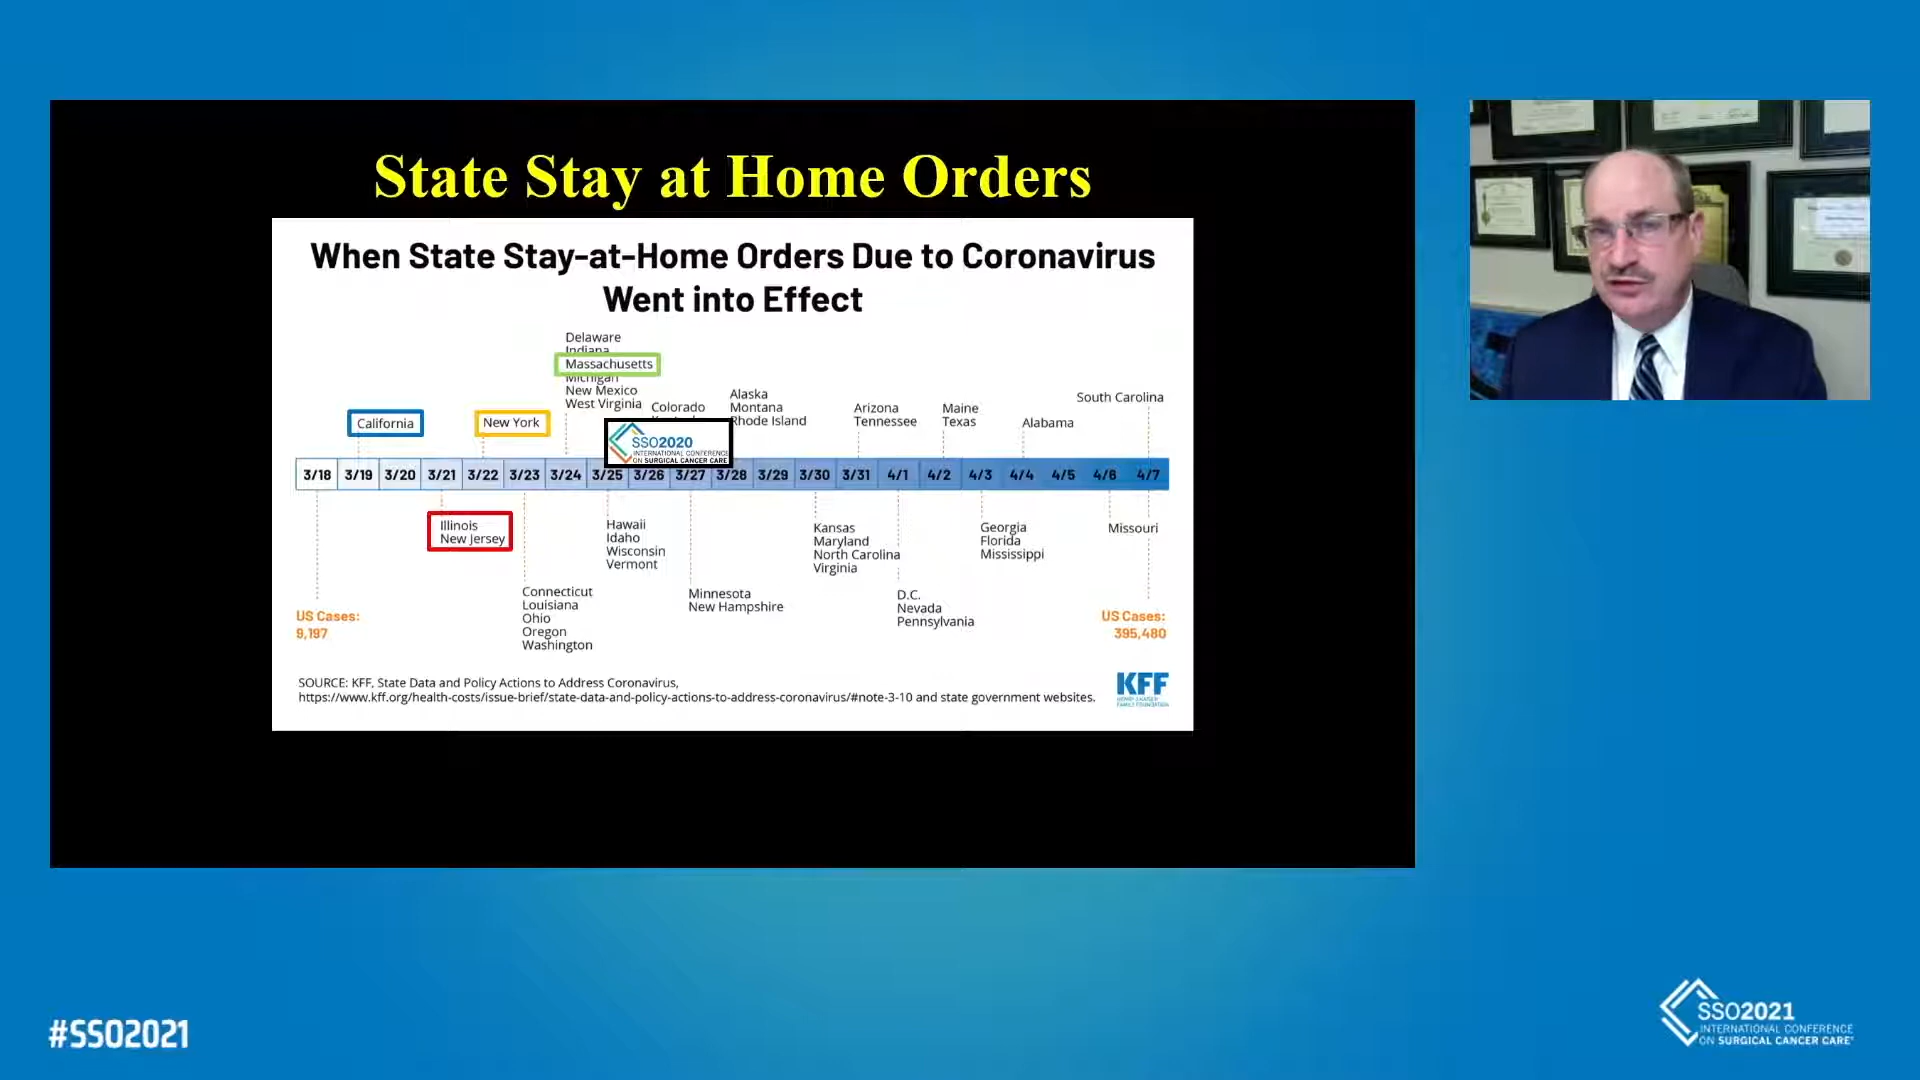 State Stay at Home Orders
When State Stay-at-Home Orders Due to Coronavirus
Went into Effect
Delaware
Indiana
Massachusetts
Michigan
New Mexico
West Virginia
Colorado
Alaska
Montana
Rhode Island
Arizona
Tennessee
Maine
Texas
Alabama
South Carolina
California
New York
SSO2020
INTERNATIONAL CONFERENCE
ON SURGICAL CANCER CARE
3/18 3/19 3/20 3/21 3/22 3/23 3/24 3/25 3/26 3/27 3/28 3/29 3/30 3/31 4/1 4/2 4/3 4/4 4/5 4/6 4/7
Illinois
New Jersey
Hawaii
Idaho
Wisconsin
Vermont
Kansas
Maryland
North Carolina
Virginia
Georgia
Florida
Mississippi
Missouri
Connecticut
Louisiana
Ohio
Oregon
Washington
Minnesota
New Hampshire
D.C.
Nevada
Pennsylvania
US Cases:
9,197
US Cases:
395,480
SOURCE: KFF, State Data and Policy Actions to Address Coronavirus,
https://www.kff.org/health-costs/issue-brief/state-data-and-policy-actions-to-address-coronavirus/#note-3-10 and state government websites.
KFF
#SSO2021
SSO2021
INTERNATIONAL CONFERENCE
ON SURGICAL CANCER CARE